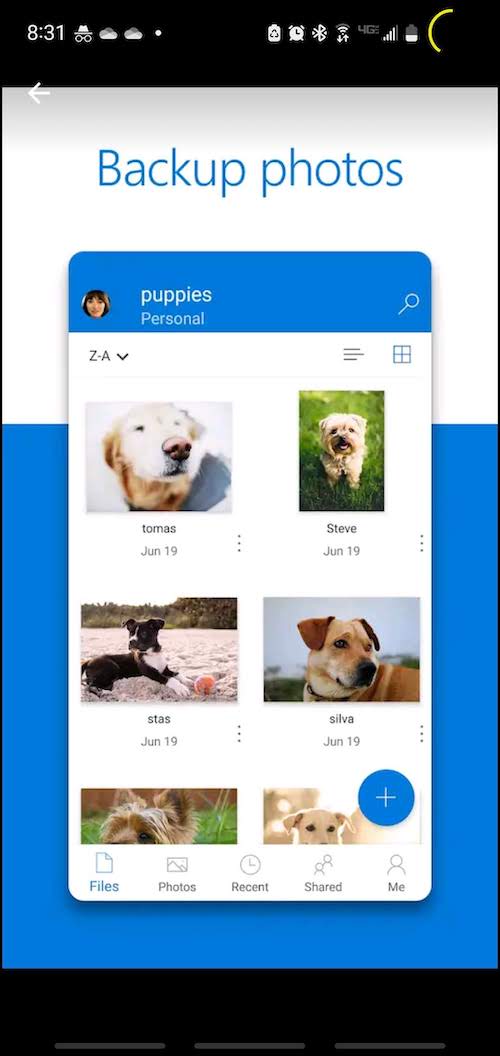 8:31
4GE
Backup photos
puppies
Personal
Z-A
tomas
Steve
Jun 19
Jun 19
stas
silva
Jun 19
Jun 19
Files
Photos
Recent
Shared
Me